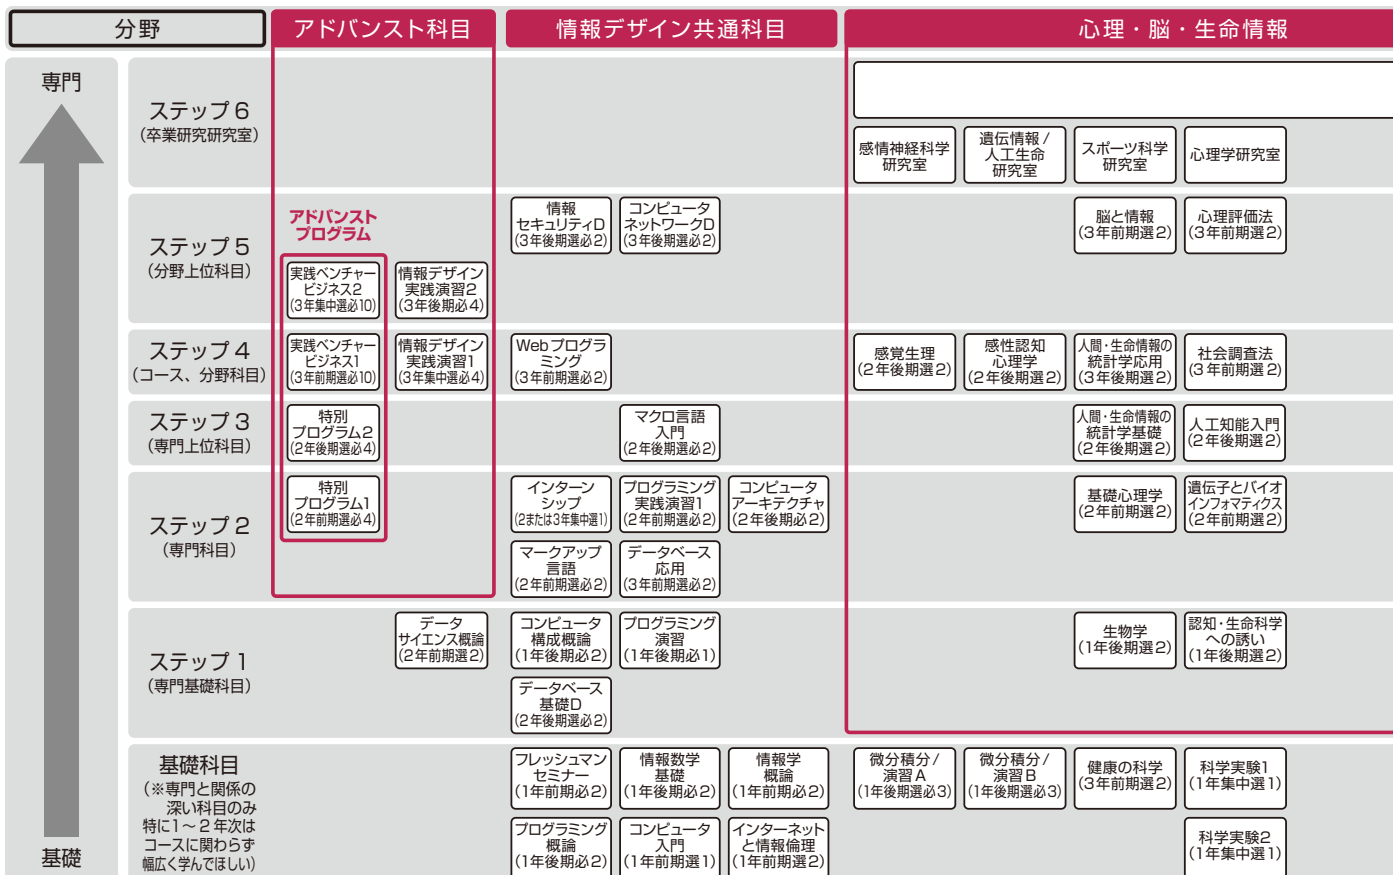 分野
アドバンスト科目
情報デザイン共通科目
心理・脳・生命情報
専門
基礎
ステップ6
(卒業研究研究室)
感情神経科学
研究室
遺伝情報/
人工生命
研究室
スポーツ科学
研究室
心理学研究室
ステップ5
(分野上位科目)
アドバンスト
プログラム
実践ベンチャー
ビジネス2
(3年集中選必10)
情報デザイン
実践演習2
(3年後期必4)
情報
セキュリティD
(3年後期選必2)
コンピュータ
ネットワークD
(3年後期選必2)
脳と情報
(3年前期選2)
心理評価法
(3年前期選2)
ステップ4
(コース、分野科目)
実践ベンチャー
ビジネス1
(3年前期選必10)
情報デザイン
実践演習1
(3年集中選必4)
Webプログラ
ミング
(3年前期選必2)
感覚生理
(2年後期選2)
感性認知
心理学
(2年後期選2)
人間・生命情報の
統計学応用
(3年後期選2)
社会調査法
(3年前期選2)
ステップ3
(専門上位科目)
特別
プログラム2
(2年後期選必4)
マクロ言語
入門
(2年後期選必2)
人間・生命情報の
統計学基礎
(2年後期選2)
人工知能入門
(2年後期選2)
ステップ2
(専門科目)
特別
プログラム1
(2年前期選必4)
インターン
シップ
(2または3年集中選1)
プログラミング
実践演習1
(2年前期必2)
コンピュータ
アーキテクチャ
(2年後期必2)
マークアップ
言語
(2年前期選必2)
データベース
応用
(3年前期選必2)
基礎心理学
(2年前期選2)
遺伝子とバイオ
インフォマティクス
(2年前期選2)
ステップ1
(専門基礎科目)
データ
サイエンス概論
(2年前期選2)
コンピュータ
構成概論
(1年後期必2)
プログラミング
演習
(1年後期必1)
データベース
基礎D
(2年後期選必2)
生物学
(1年後期選2)
認知・生命科学
への誘い
(1年後期選2)
基礎科目
(※専門と関係の
深い科目のみ
特に1～2年次は
コースに関わらず
幅広く学んでほしい)
フレッシュマン
セミナー
(1年前期必2)
情報数学
基礎
(1年後期必2)
情報学
概論
(1年前期必2)
プログラミング
概論
(1年後期必2)
コンピュータ
入門
(1年前期選1)
インターネット
と情報倫理
(1年前期選2)
微分積分/
演習A
(1年後期選必3)
微分積分/
演習B
(1年後期選必3)
健康の科学
(3年前期選2)
科学実験1
(1年集中選1)
科学実験2
(1年集中選1)